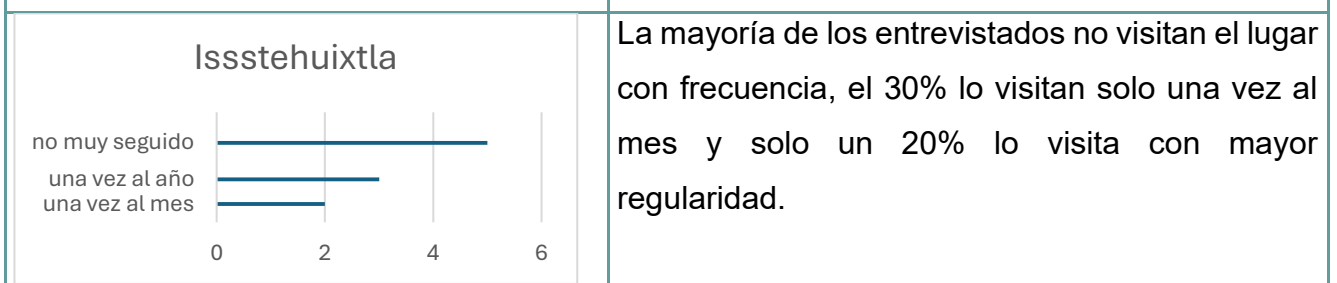 Issstehuixtla
no muy seguido
una vez al año
una vez al mes
0 2 4 6
La mayoría de los entrevistados no visitan el lugar
con frecuencia, el 30% lo visitan solo una vez al
mes y solo un 20% lo visita con mayor
regularidad.